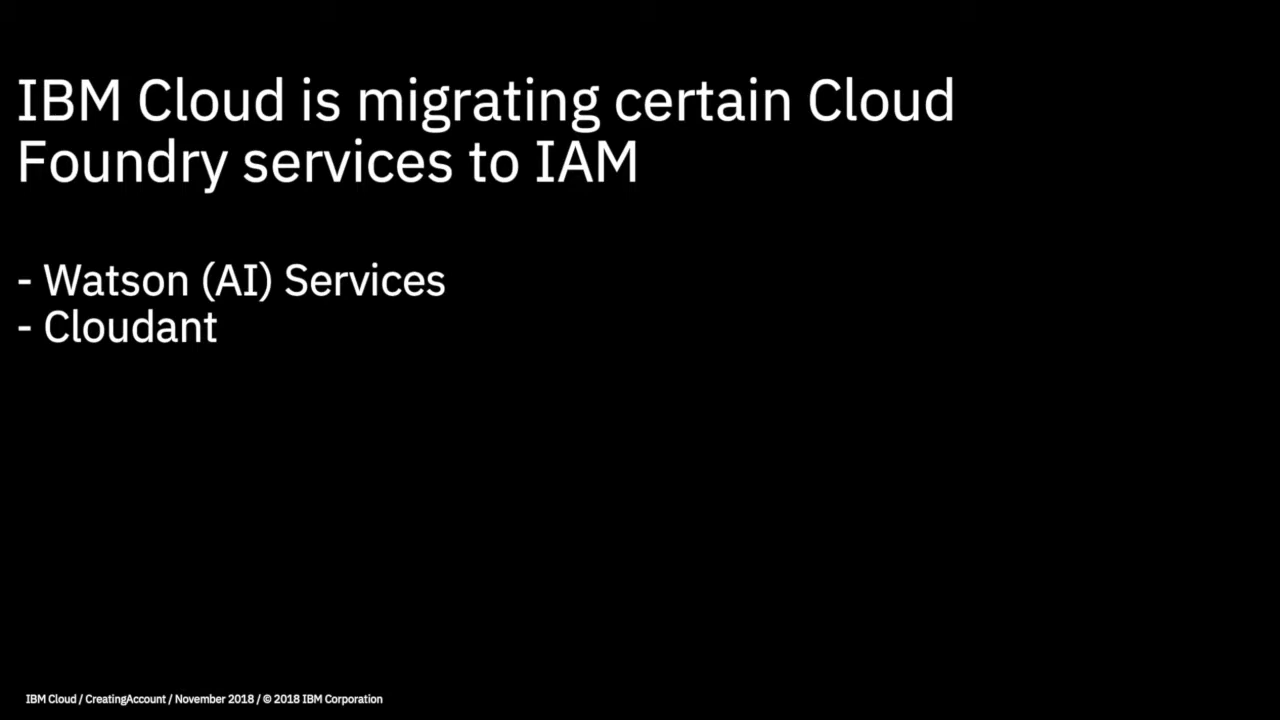 IBM Cloud is migrating certain Cloud
Foundry services to IAM
- Watson (AI) Services
- Cloudant
IBM Cloud / CreatingAccount / November 2018 / © 2018 IBM Corporation